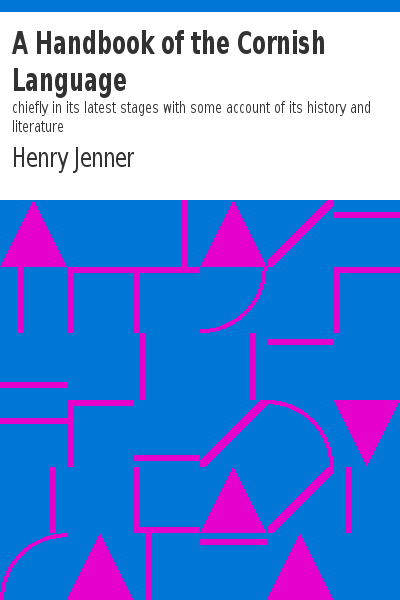 A Handbook of the Cornish
Language
chiefly in its latest stages with some account of its history and
literature
Henry Jenner